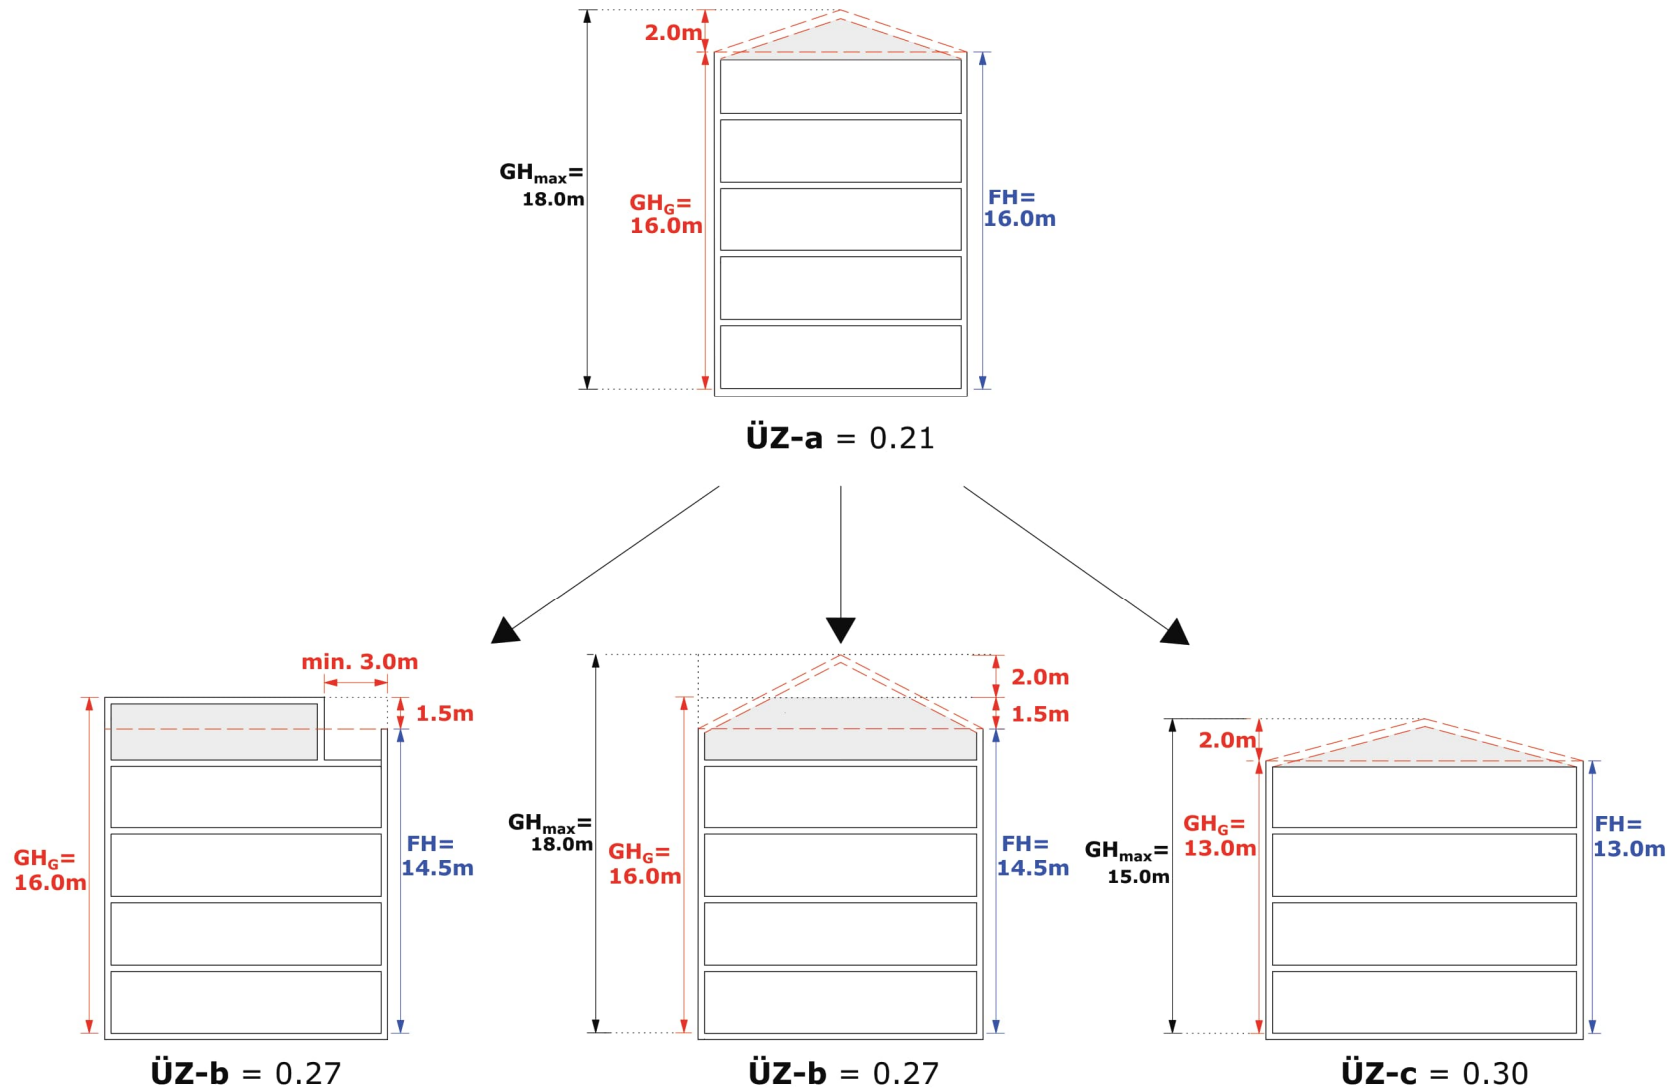 2.0m
GHmax=
18.0m
GHG=
16.0m
FH=
16.0m
ÜZ-a = 0.21
min. 3.0m
1.5m
GHG=
16.0m
FH=
14.5m
ÜZ-b = 0.27
2.0m
1.5m
GHmax=
18.0m
GHG=
16.0m
FH=
14.5m
ÜZ-b = 0.27
2.0m
GHmax=
15.0m
GHG=
13.0m
FH=
13.0m
ÜZ-c = 0.30